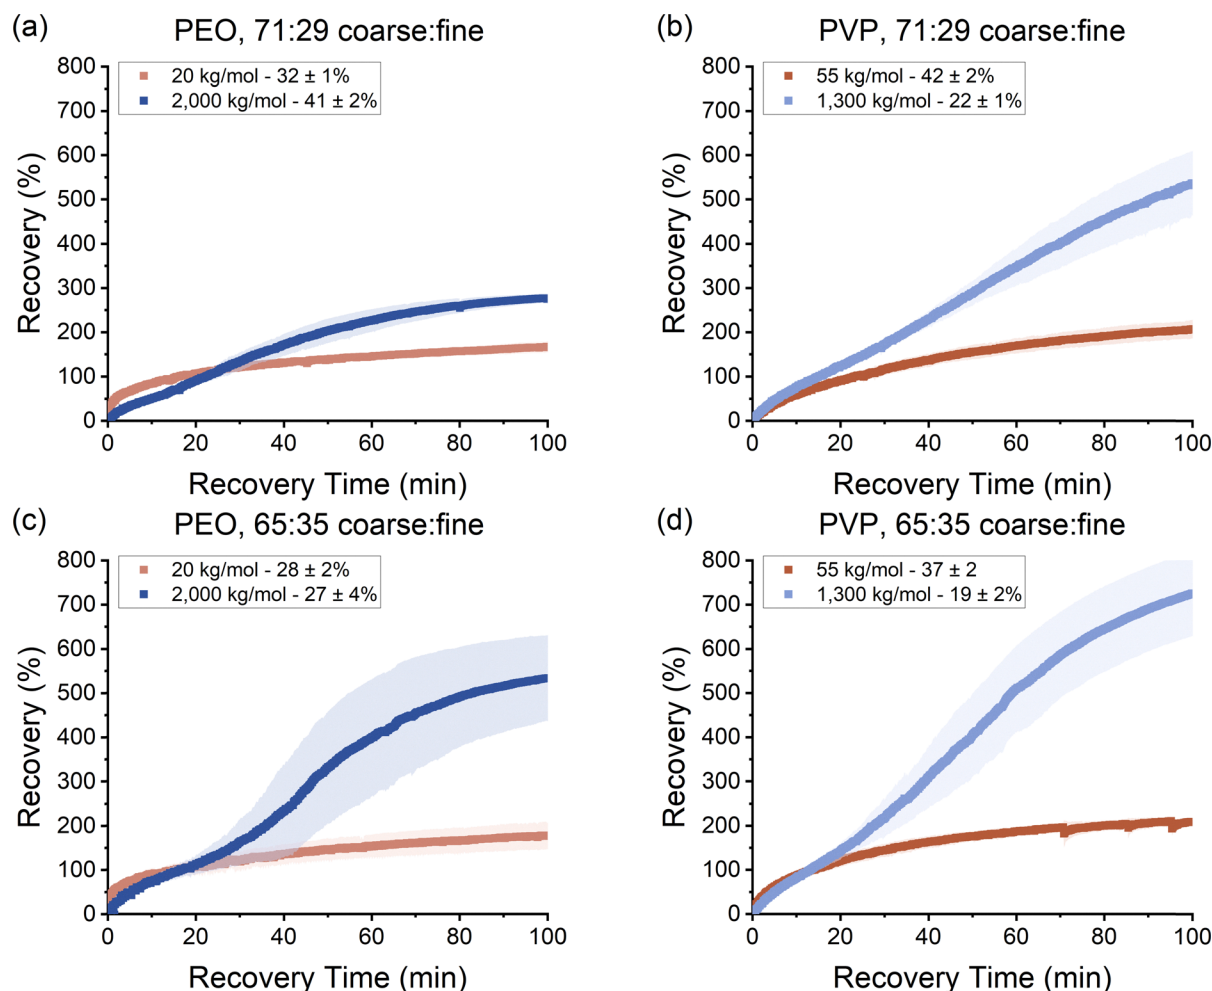 (a)
PEO, 71:29 coarse:fine
20 kg/mol - 32 ± 1%
2,000 kg/mol - 41 ± 2%
800
700
600
500
400
300
200
100
0
Recovery (%)
0 20 40 60 80 100
Recovery Time (min)
(b)
PVP, 71:29 coarse:fine
55 kg/mol - 42 ± 2%
1,300 kg/mol - 22 ± 1%
800
700
600
500
400
300
200
100
0
Recovery (%)
0 20 40 60 80 100
Recovery Time (min)
(c)
PEO, 65:35 coarse:fine
20 kg/mol - 28 ± 2%
2,000 kg/mol - 27 ± 4%
800
700
600
500
400
300
200
100
0
Recovery (%)
0 20 40 60 80 100
Recovery Time (min)
(d)
PVP, 65:35 coarse:fine
55 kg/mol - 37 ± 2
1,300 kg/mol - 19 ± 2%
800
700
600
500
400
300
200
100
0
Recovery (%)
0 20 40 60 80 100
Recovery Time (min)